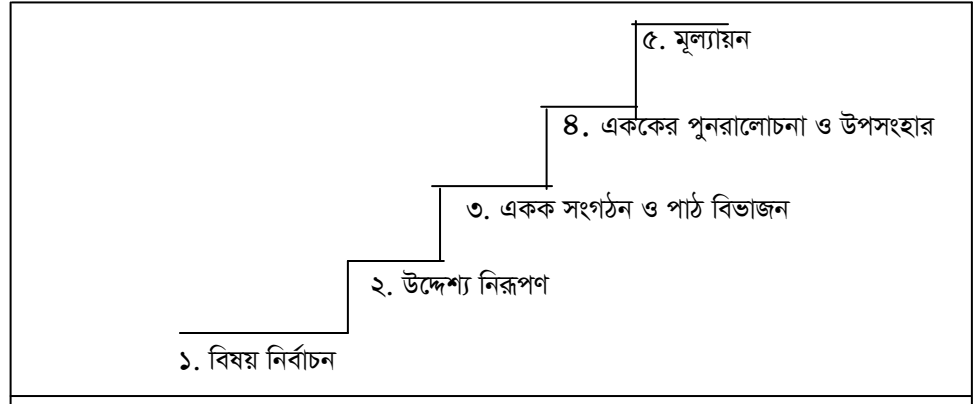 ৫. মূল্যায়ন
৪. এককের পুনরালোচনা ও উপসংহার
৩. একক সংগঠন ও পাঠ বিভাজন
২. উদ্দেশ্য নিরূপণ
১. বিষয় নির্বাচন